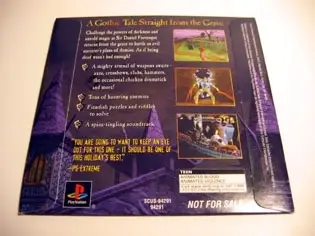 A Gothic Tale Straight from the Grave
Challenge the powers of darkness and
untold magic as Sir Daniel Fortesque
returns from the grave to battle an evil
sorcerer's plans of demise. As if being
dead wasn't bad enough!
A mighty arsenal of weapons: swords,
axes, crossbows, clubs, hammers,
the occasional chicken drumstick
and more!
Tons of haunting enemies
Fiendish puzzles and riddles
to solve
A spine-tingling soundtrack
"YOU ARE GOING TO WANT TO KEEP AN EYE
OUT FOR THIS ONE - IT SHOULD BE ONE OF
THIS HOLIDAY'S BEST."
-PS EXTREME
PlayStation
SCUS-94291
94291
TEEN
ANIMATED BLOOD
ANIMATED VIOLENCE
NOT FOR SALE